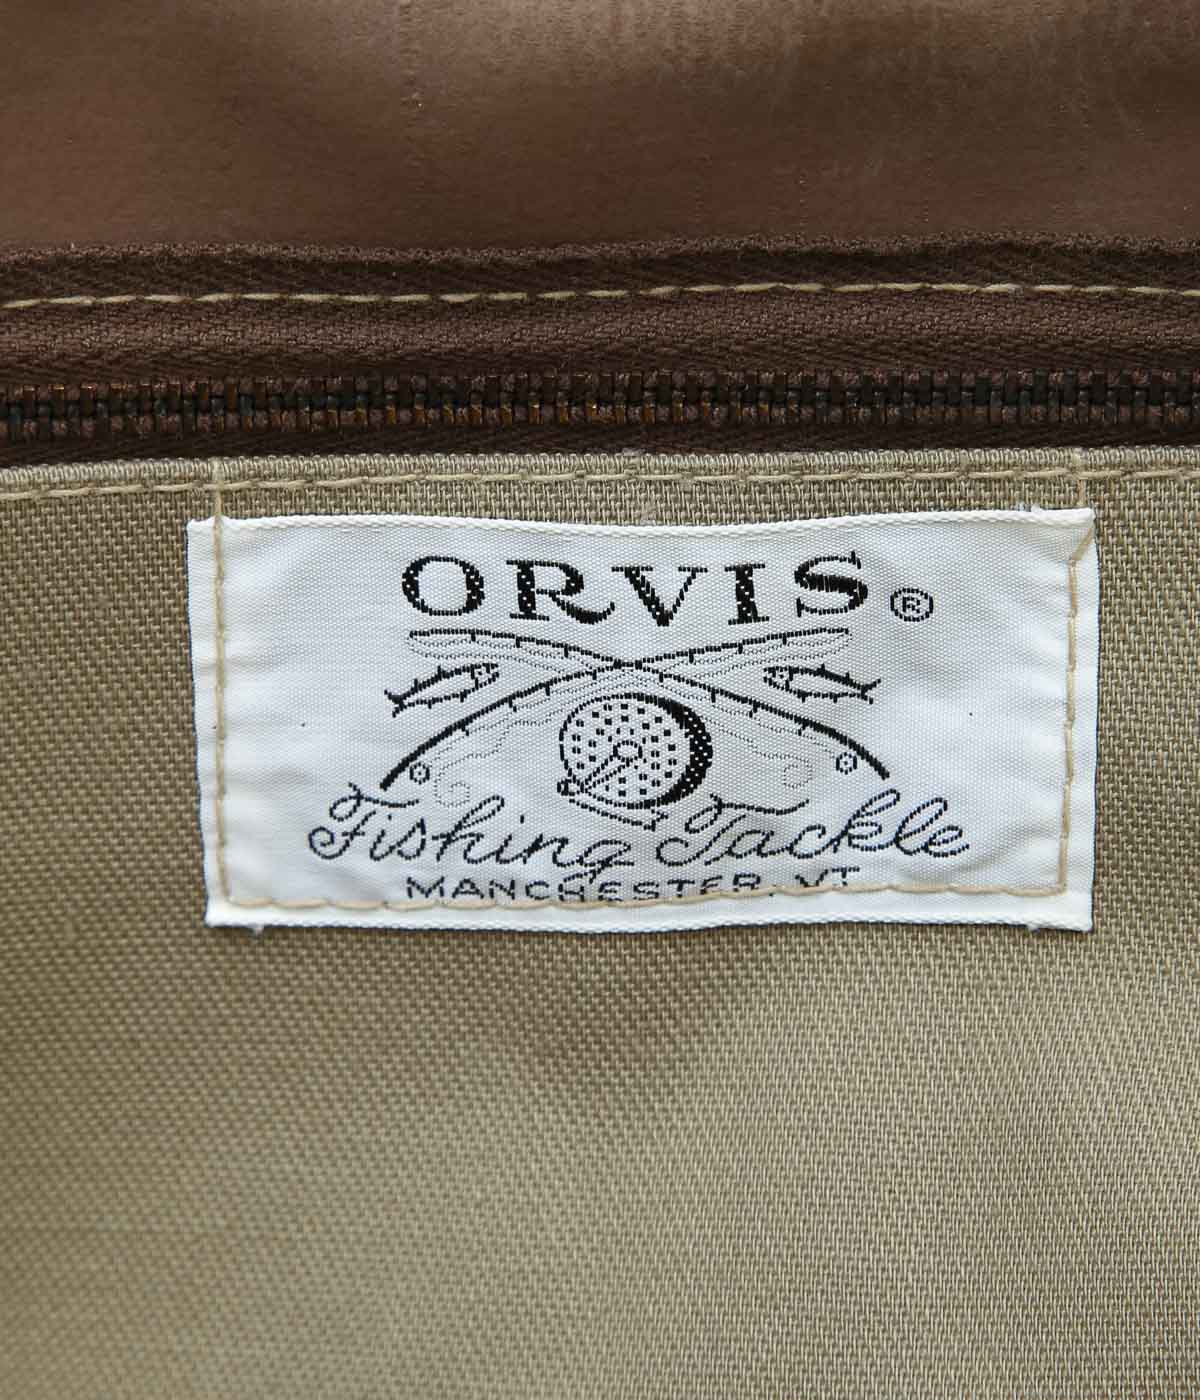 ORVIS ®
Fishing Tackle
MANCHESTER, VT